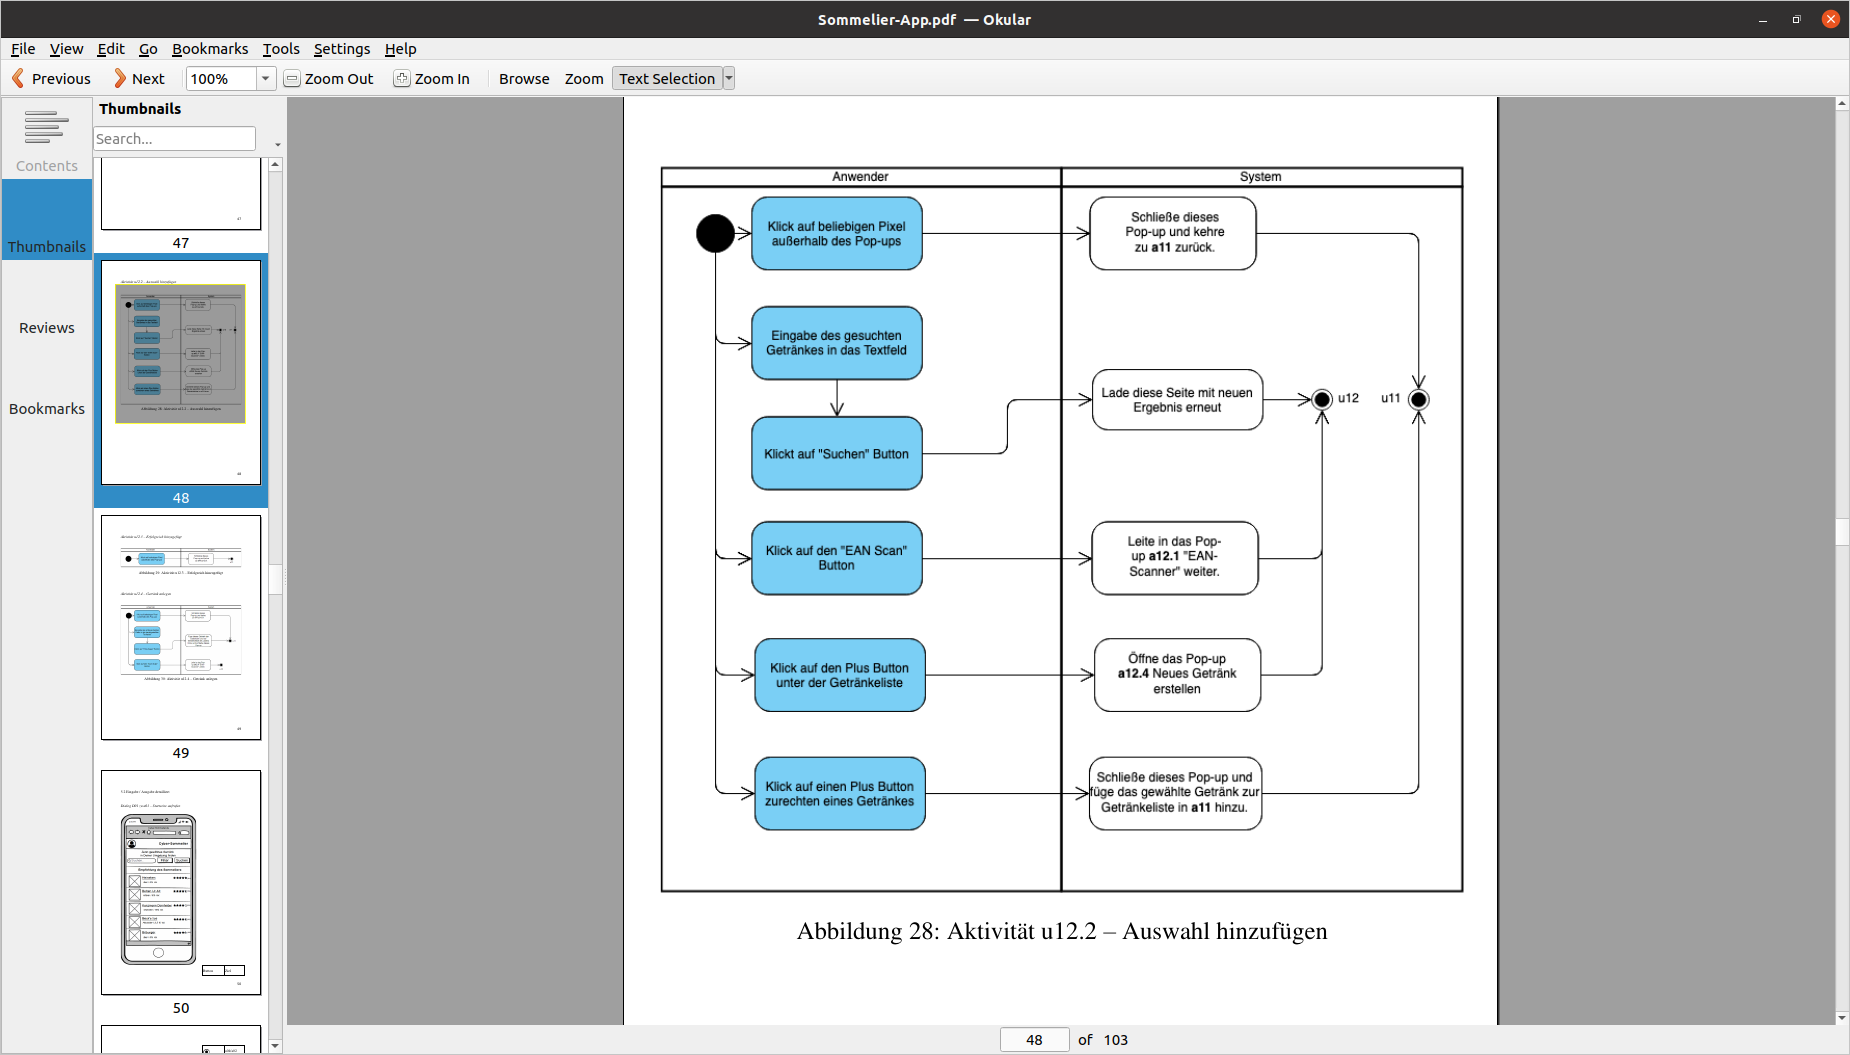 Sommelier-App.pdf — Okular
File View Edit Go Bookmarks Tools Settings Help
Previous Next 100% Zoom Out Zoom In Browse Zoom Text Selection
Contents
Thumbnails
Reviews
Bookmarks
Thumbnails
Search...
47
48
49
50
Anwender System
Klick auf beliebigen Pixel
außerhalb des Pop-ups
Schließe dieses
Pop-up und kehre
zu a11 zurück.
Eingabe des gesuchten
Getränkes in das Textfeld
Lade diese Seite mit neuen
Ergebnis erneut
u12 u11
Klickt auf "Suchen" Button
Klick auf den "EAN Scan"
Button
Leite in das Pop-
up a12.1 "EAN-
Scanner" weiter.
Klick auf den Plus Button
unter der Getränkeliste
Öffne das Pop-up
a12.4 Neues Getränk
erstellen
Klick auf einen Plus Button
zurechten eines Getränkes
Schließe dieses Pop-up und
füge das gewählte Getränk zur
Getränkeliste in a11 hinzu.
Abbildung 28: Aktivität u12.2 – Auswahl hinzufügen
48 of 103